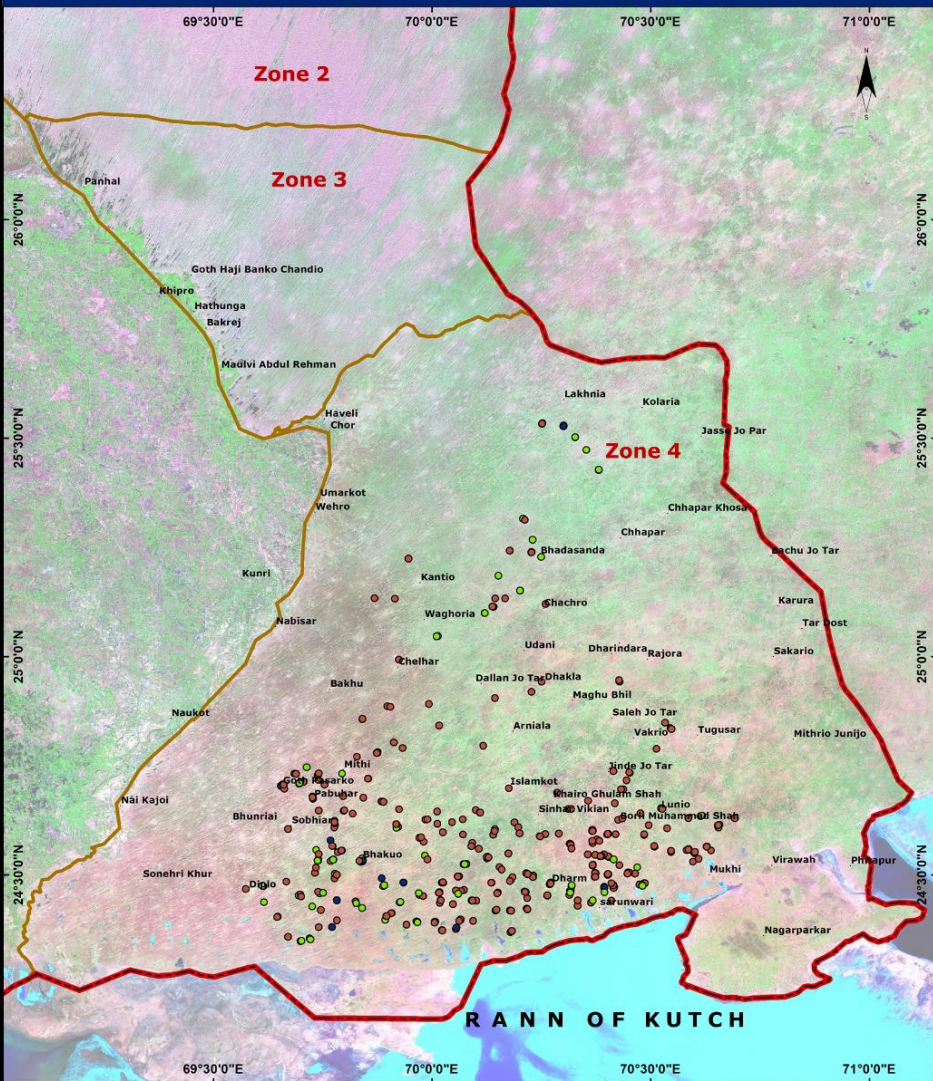 69°30'0"E 70°0'0"E 70°30'0"E 71°0'0"E
N
S
Zone 2
Zone 3
Panhal
26°0'0"N
26°0'0"N
Goth Haji Banko Chandio
Khipro
Hathunga
Bakrej
Maulvi Abdul Rehman
Lakhnia
Kolaria
Haveli
Chor
Jasse Jo Par
25°30'0"N
25°30'0"N
Zone 4
Umarkot
Wehro
Chhapar Khosa
Chhapar
Bhadasanda
Bachu Jo Tar
Kunri
Kantio
Chachro
Karura
Waghoria
Nabisar
Tar Dost
Udani
Dharindara
Rajora
Sakario
25°0'0"N
25°0'0"N
Chelhar
Bakhu
Dallan Jo Tar
Dhakla
Maghu Bhil
Naukot
Saleh Jo Tar
Arniala
Vakrio
Tugusar
Mithrio Junijo
Mithi
Jinde Jo Tar
Goth Pasarko
Islamkot
Pabuhar
Khairo Ghulam Shah
Nai Kajoi
Sinhar Vikian
Lunio
Bhunriai
Sobhiar
Borli Muhammad Shah
Bhakuo
Virawah
Phirapur
Sonehri Khur
Mukhi
24°30'0"N
24°30'0"N
Diplo
Dharm
sarunwari
Nagarparkar
RANN OF KUTCH
69°30'0"E 70°0'0"E 70°30'0"E 71°0'0"E